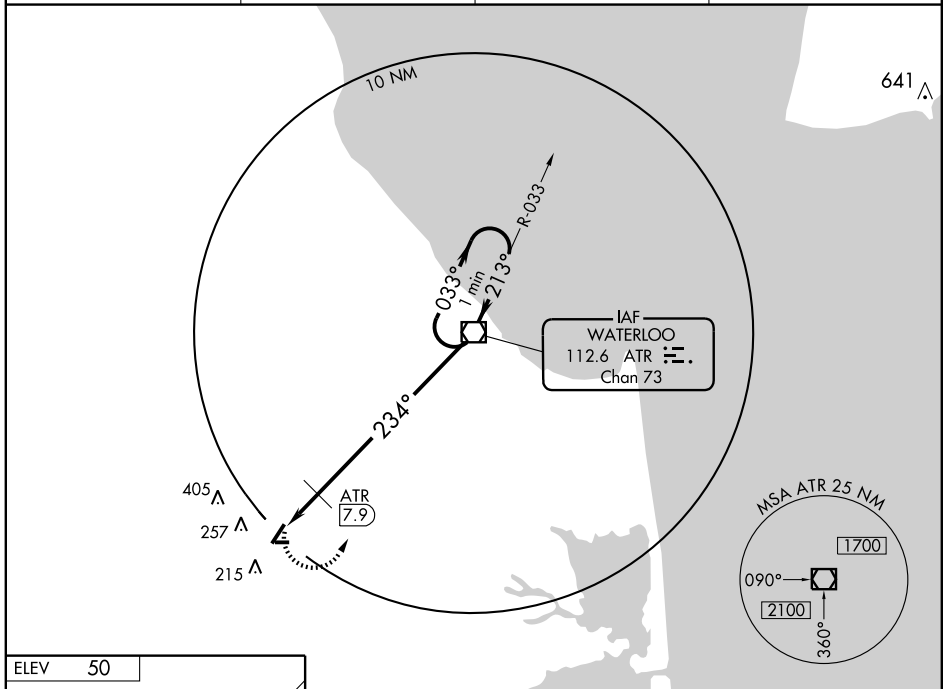 10 NM
641
R-033
033°
1 min
213°
IAF
WATERLOO
112.6 ATR
Chan 73
234°
ATR
7.9
405
257
215
MSA ATR 25 NM
1700
090°
2100
360°
ELEV 50